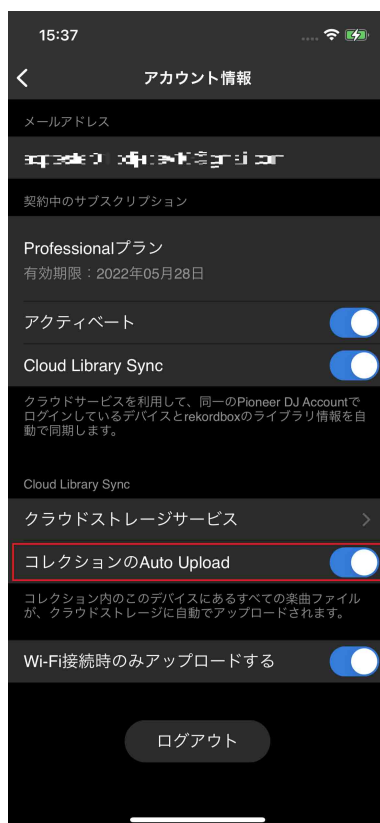 15:37
アカウント情報
メールアドレス
契約中のサブスクリプション
Professionalプラン
有効期限：2022年05月28日
アクティベート
Cloud Library Sync
クラウドサービスを利用して、同一のPioneer DJ Accountで
ログインしているデバイスとrekordboxのライブラリ情報を自
動で同期します。
Cloud Library Sync
クラウドストレージサービス
コレクションのAuto Upload
コレクション内のこのデバイスにあるすべての楽曲ファイル
が、クラウドストレージに自動でアップロードされます。
Wi-Fi接続時のみアップロードする
ログアウト